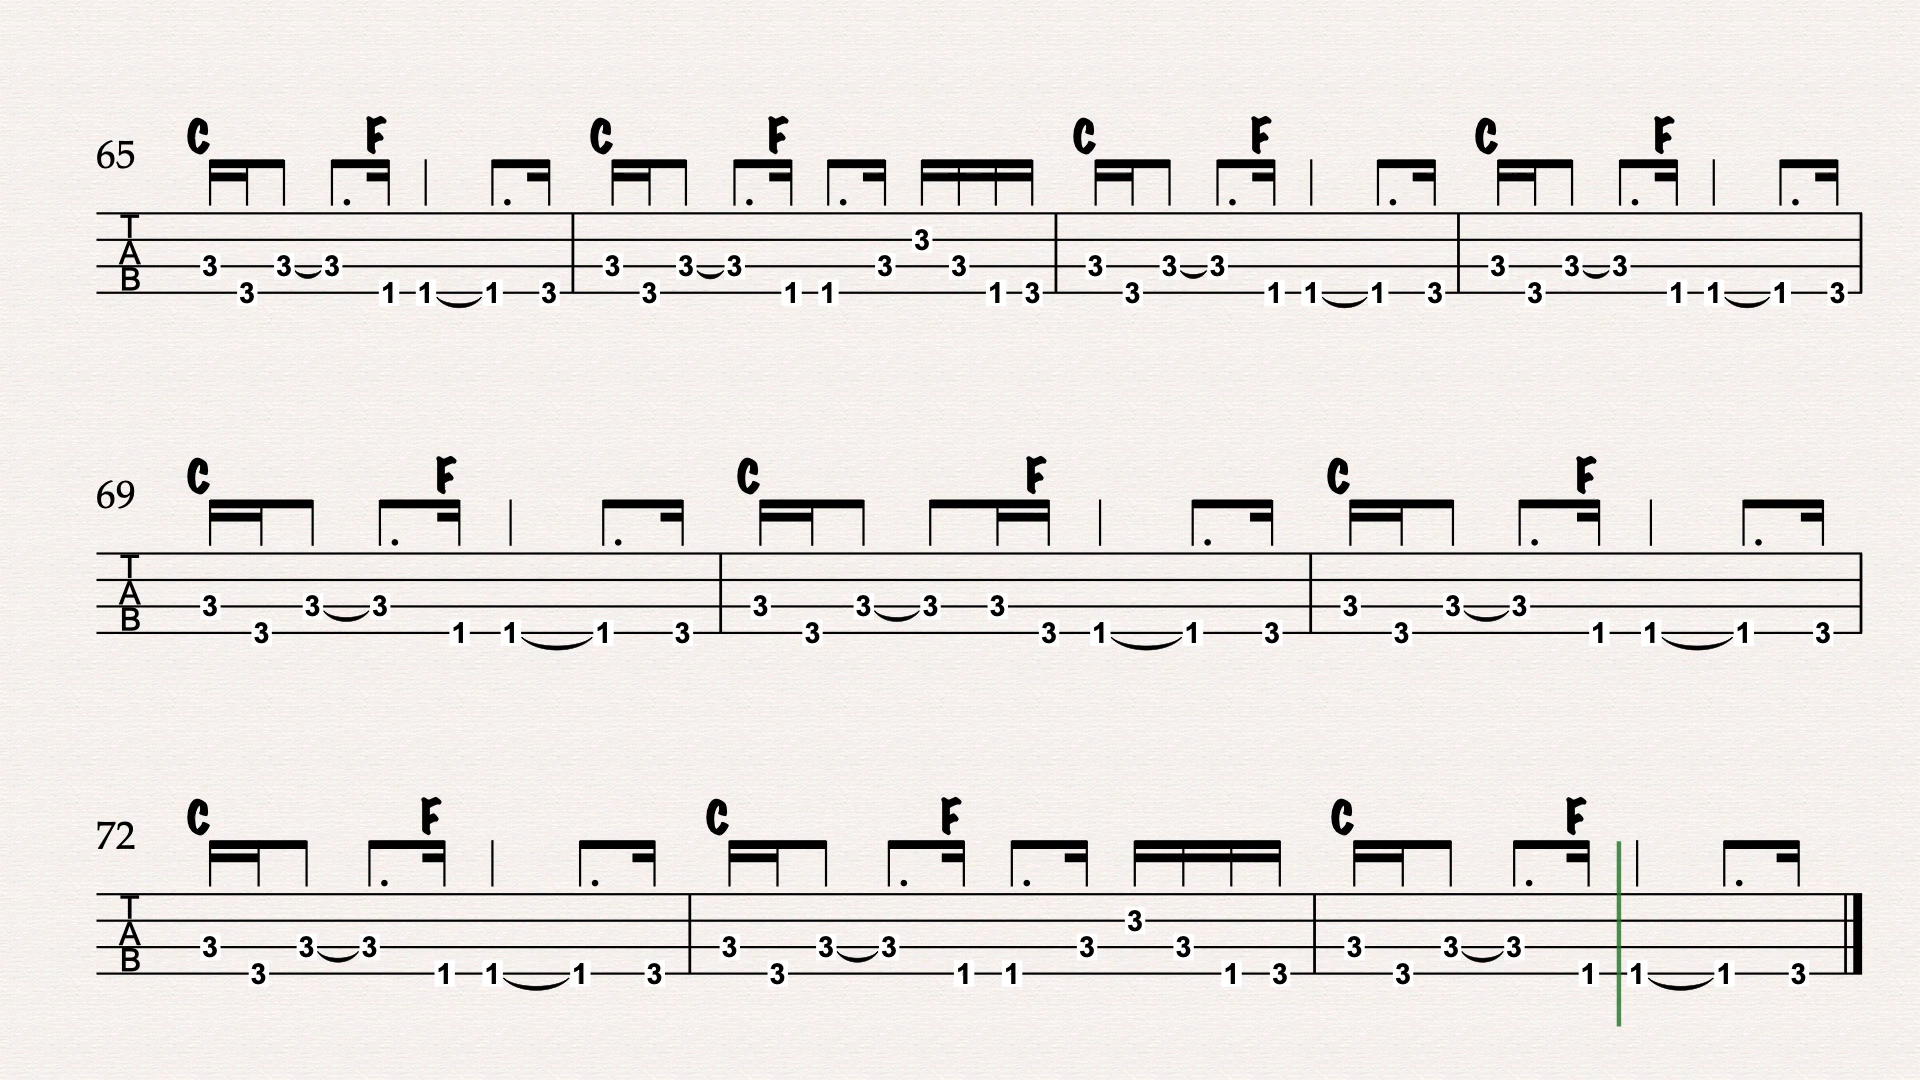 C F C F C F C F
65
T
3
A
3 3 3 3 3 3 3 3 3 3 3 3 3 3
B
3 1 1 1 3 3 1 1 1 3 3 1 1 1 3 3 1 1 1 3
C F C F C F
69
T
A
3 3 3 3 3 3 3 3 3 3
B
3 1 1 1 3 3 3 1 1 3 3 1 1 1 3
C F C F C F
72
T
3
A
3 3 3 3 3 3 3 3 3 3 3
B
3 1 1 1 3 3 1 1 1 3 3 1 1 1 3